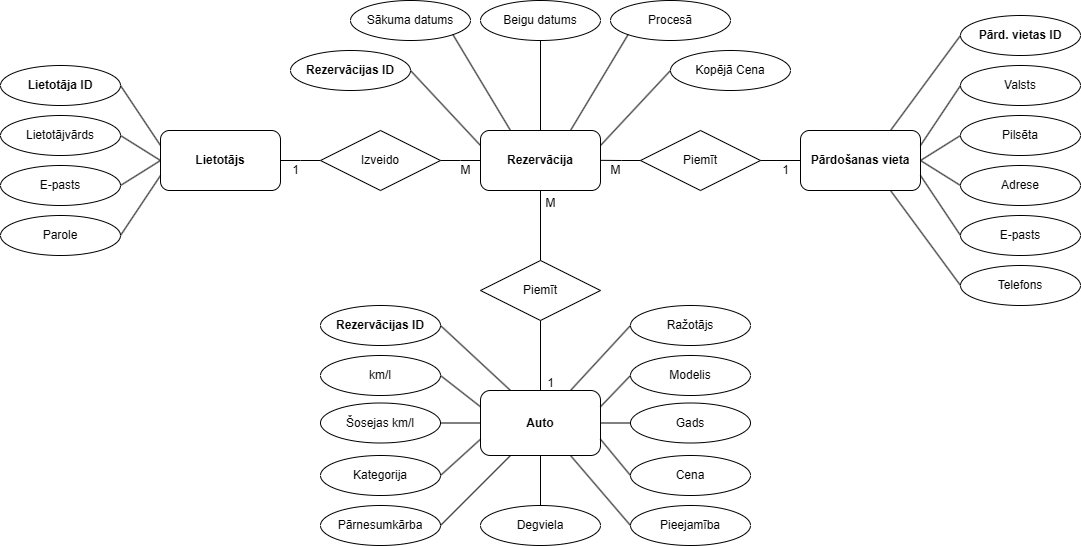 Sākuma datums
Beigu datums
Procesā
Rezervācijas ID
Kopējā Cena
Pārd. vietas ID
Lietotāja ID
Valsts
Lietotājvārds
Pilsēta
Lietotājs
Izveido
Rezervācija
Piemīt
Pārdošanas vieta
1
M
M
1
E-pasts
Adrese
M
Parole
E-pasts
Piemīt
Telefons
Rezervācijas ID
Ražotājs
km/l
Modelis
1
Šosejas km/l
Auto
Gads
Kategorija
Cena
Pārnesumkārba
Degviela
Pieejamība